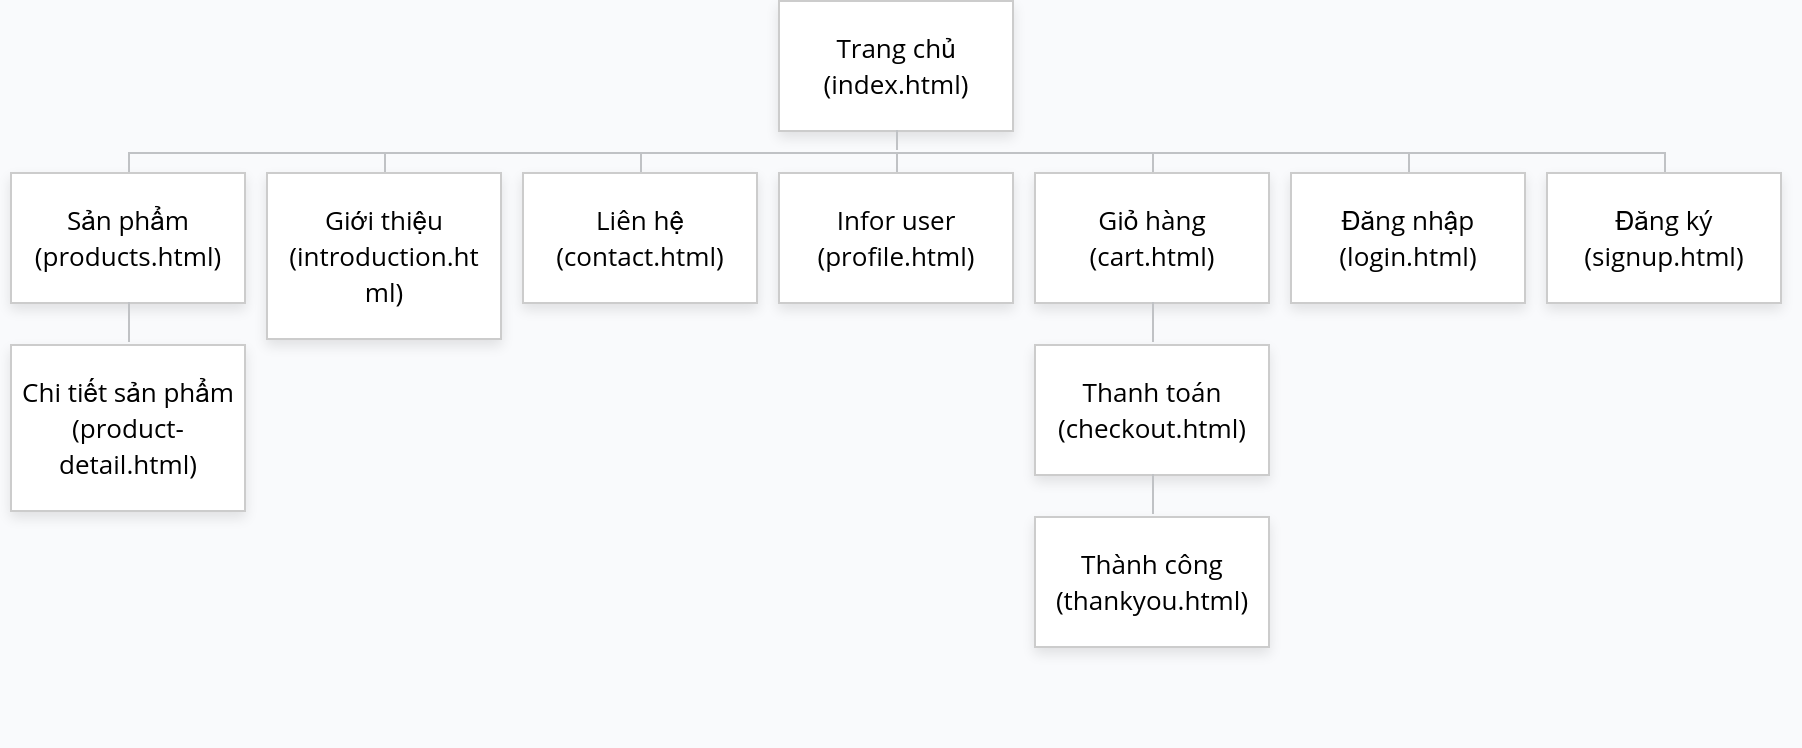 Trang chủ
(index.html)
Sản phẩm
(products.html)
Giới thiệu
(introduction.ht
ml)
Liên hệ
(contact.html)
Infor user
(profile.html)
Giỏ hàng
(cart.html)
Đăng nhập
(login.html)
Đăng ký
(signup.html)
Chi tiết sản phẩm
(product-
detail.html)
Thanh toán
(checkout.html)
Thành công
(thankyou.html)